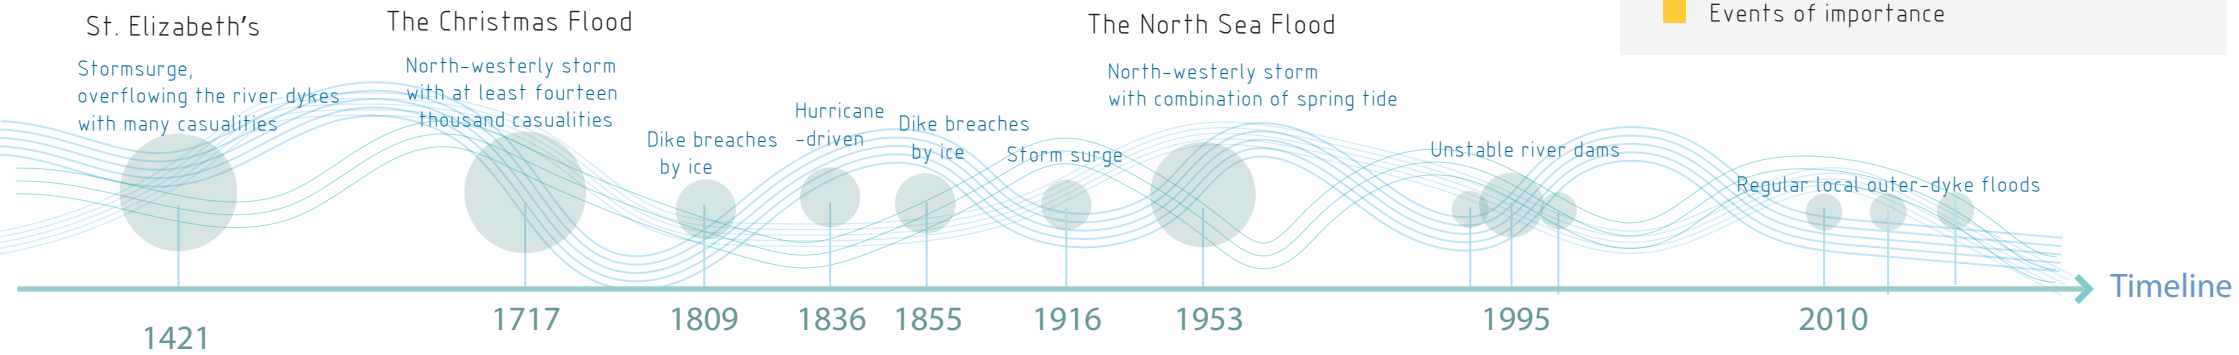 St. Elizabeth's
Stormsurge,
overflowing the river dykes
with many casualities
The Christmas Flood
North-westerly storm
with at least fourteen
thousand casualities
Dike breaches
by ice
Hurricane
-driven
Dike breaches
by ice
Storm surge
The North Sea Flood
North-westerly storm
with combination of spring tide
Unstable river dams
Regular local outer-dyke floods
Events of importance
Timeline
1421
1717
1809
1836
1855
1916
1953
1995
2010